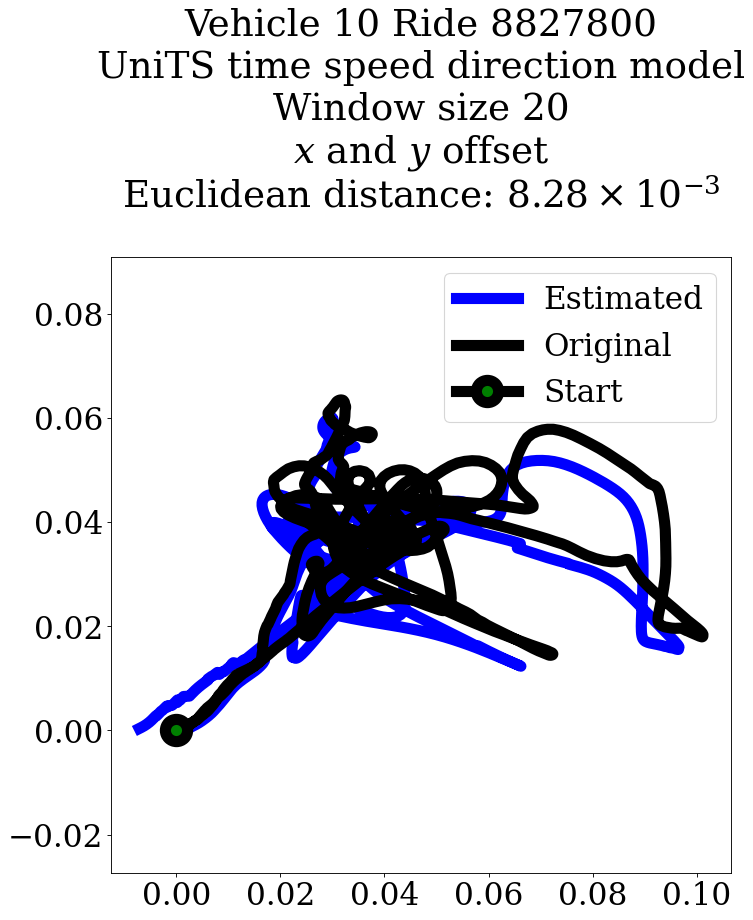 Vehicle 10 Ride 8827800
UniTS time speed direction model
Window size 20
x and y offset
Euclidean distance: 8.28 × 10⁻³
Estimated
Original
Start
0.08
0.06
0.04
0.02
0.00
−0.02
0.00 0.02 0.04 0.06 0.08 0.10